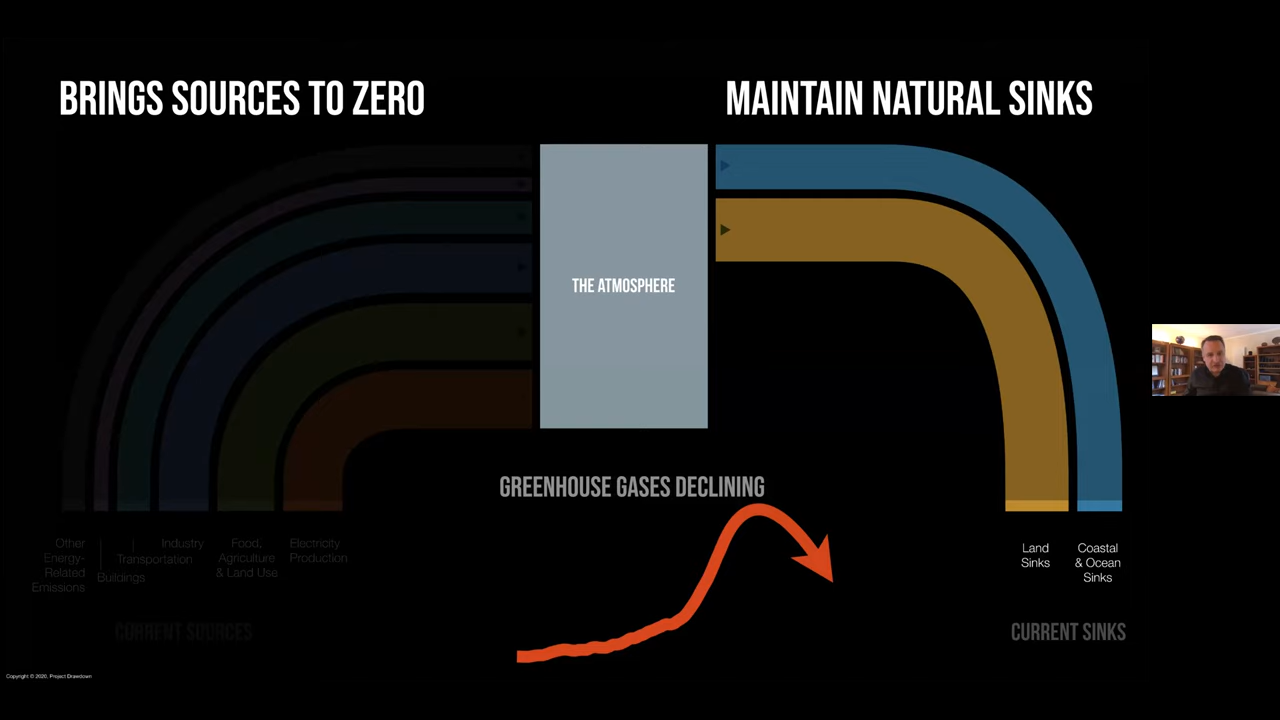 BRINGS SOURCES TO ZERO
MAINTAIN NATURAL SINKS
THE ATMOSPHERE
GREENHOUSE GASES DECLINING
Other
Energy-
Related
Emissions
Buildings
Transportation
Industry
Food,
Agriculture
& Land Use
Electricity
Production
Land
Sinks
Coastal
& Ocean
Sinks
CURRENT SOURCES
CURRENT SINKS
Copyright © 2020, Project Drawdown